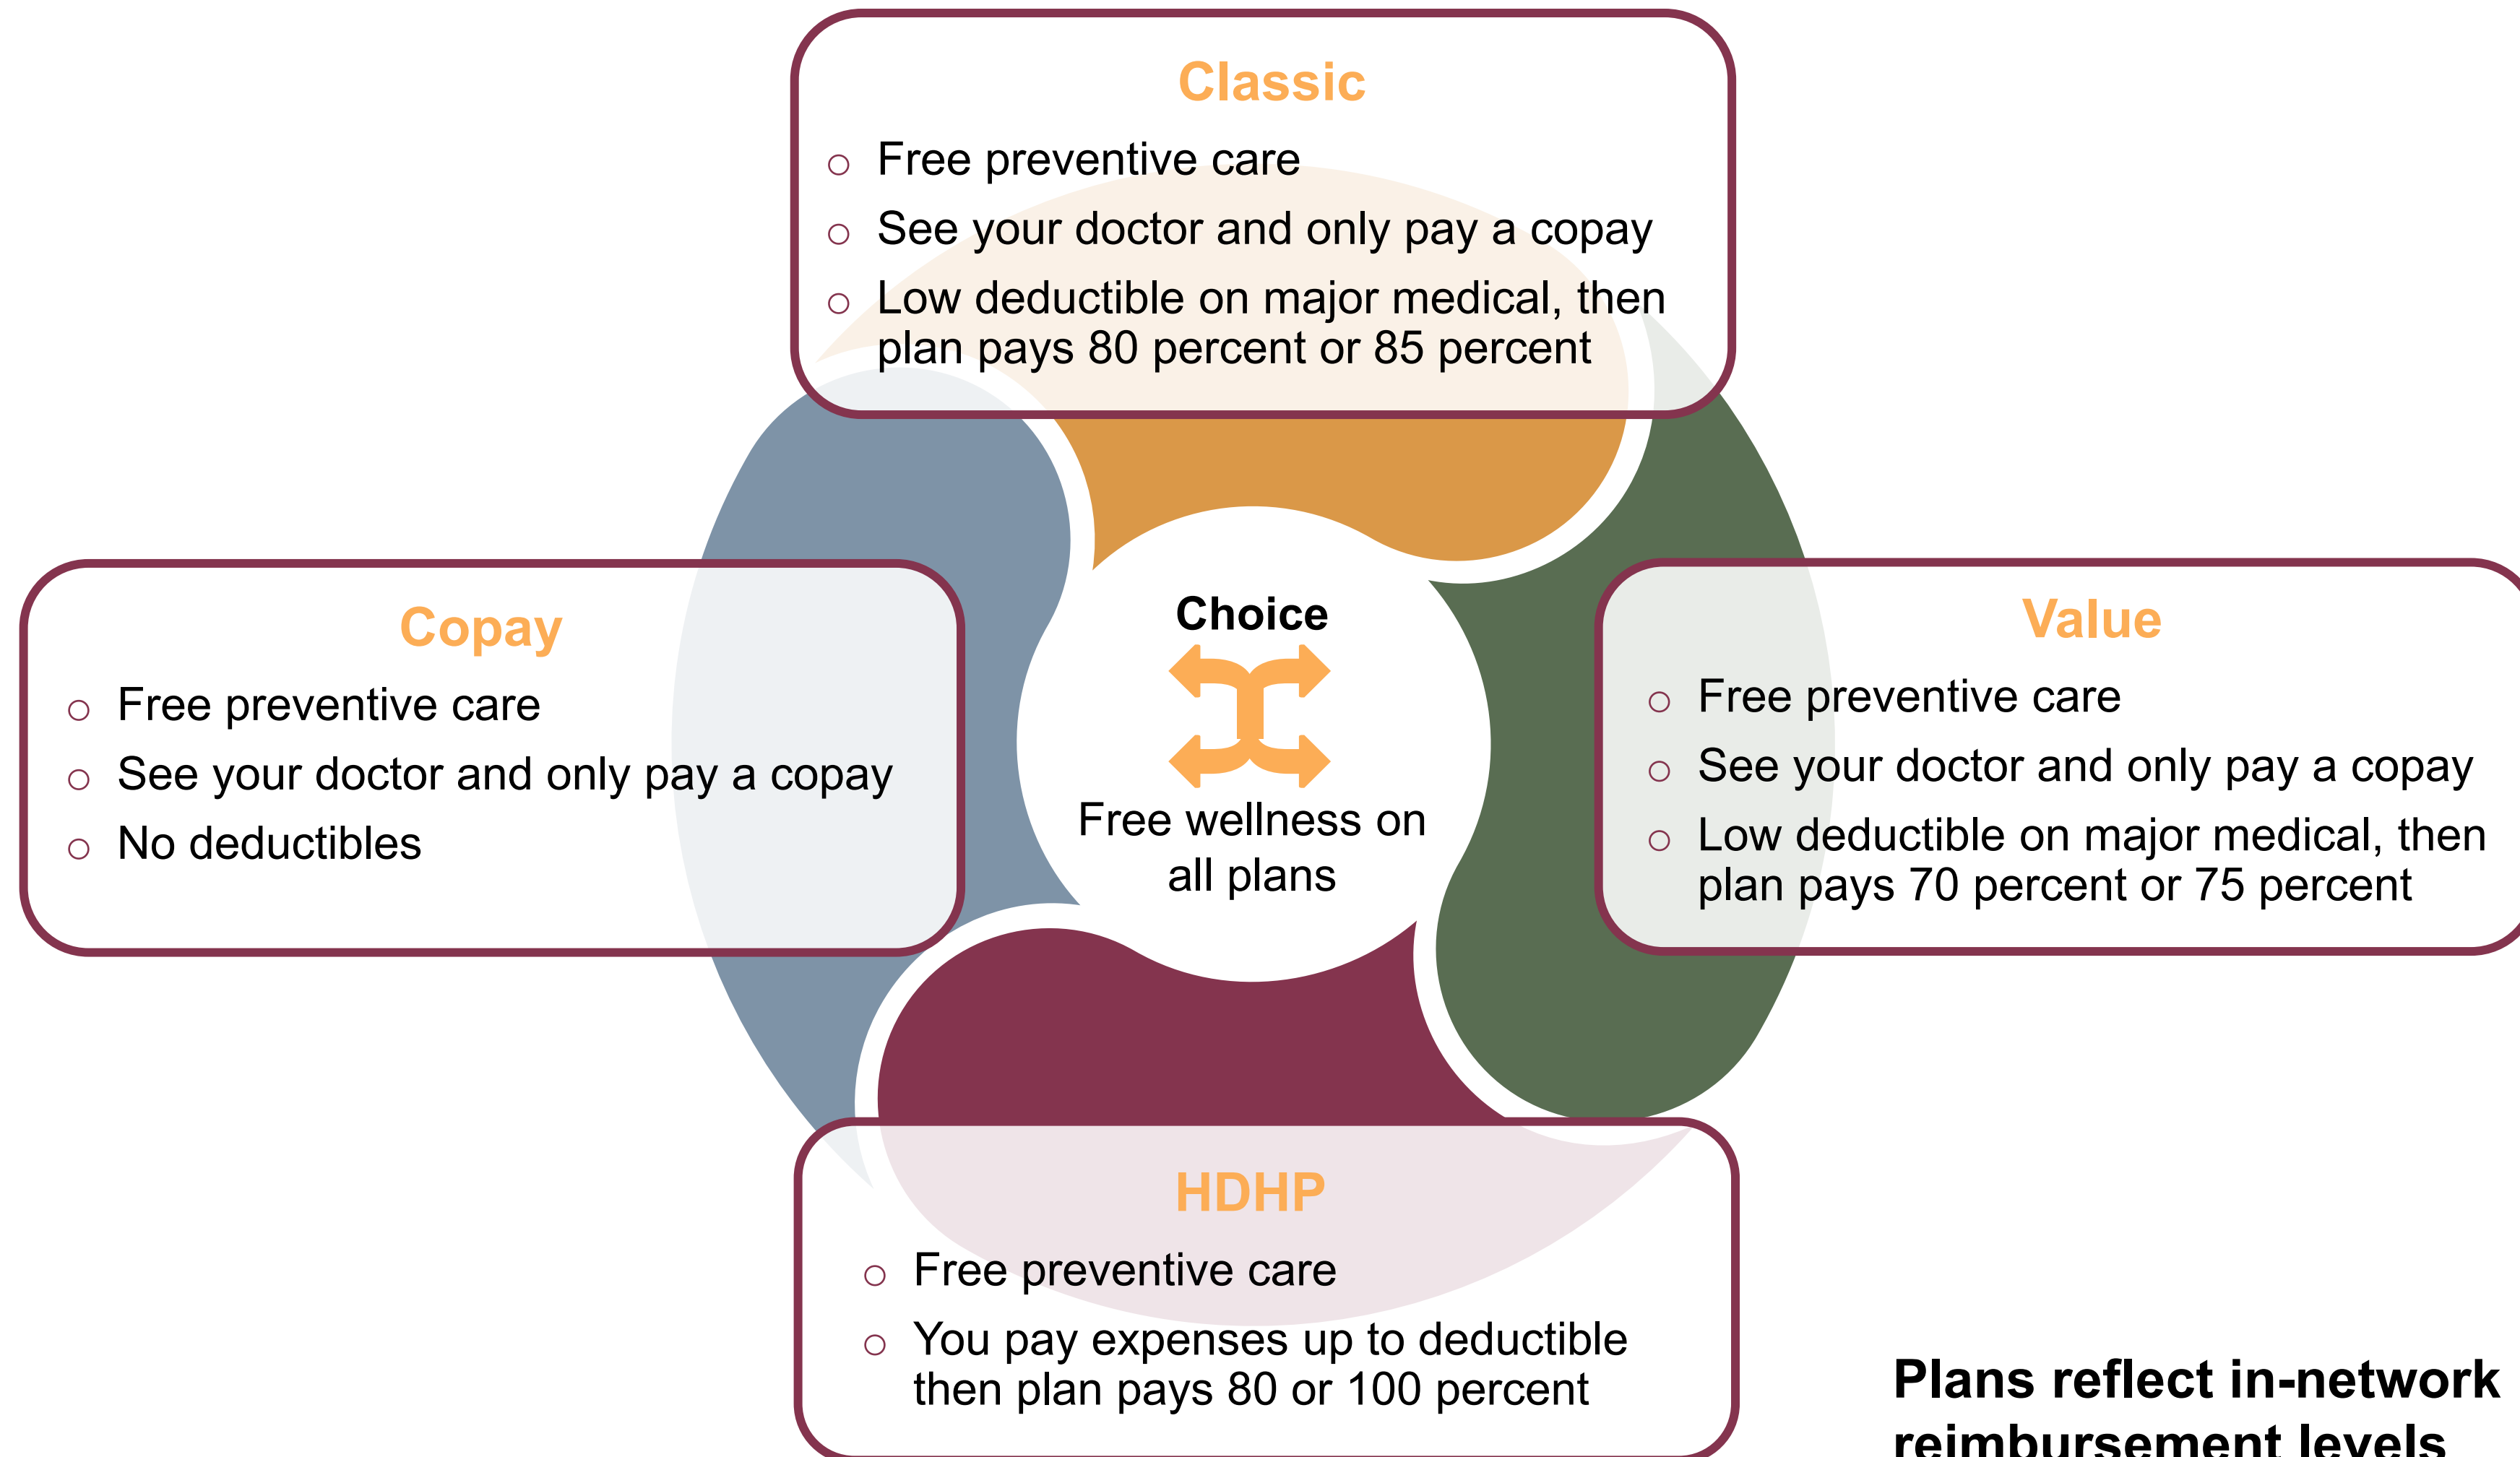 Classic
Free preventive care
See your doctor and only pay a copay
Low deductible on major medical, then
plan pays 80 percent or 85 percent
Copay
Free preventive care
See your doctor and only pay a copay
No deductibles
Choice
Free wellness on
all plans
Value
Free preventive care
See your doctor and only pay a copay
Low deductible on major medical, then
plan pays 70 percent or 75 percent
HDHP
Free preventive care
You pay expenses up to deductible
then plan pays 80 or 100 percent
Plans reflect in-network
reimbursement levels